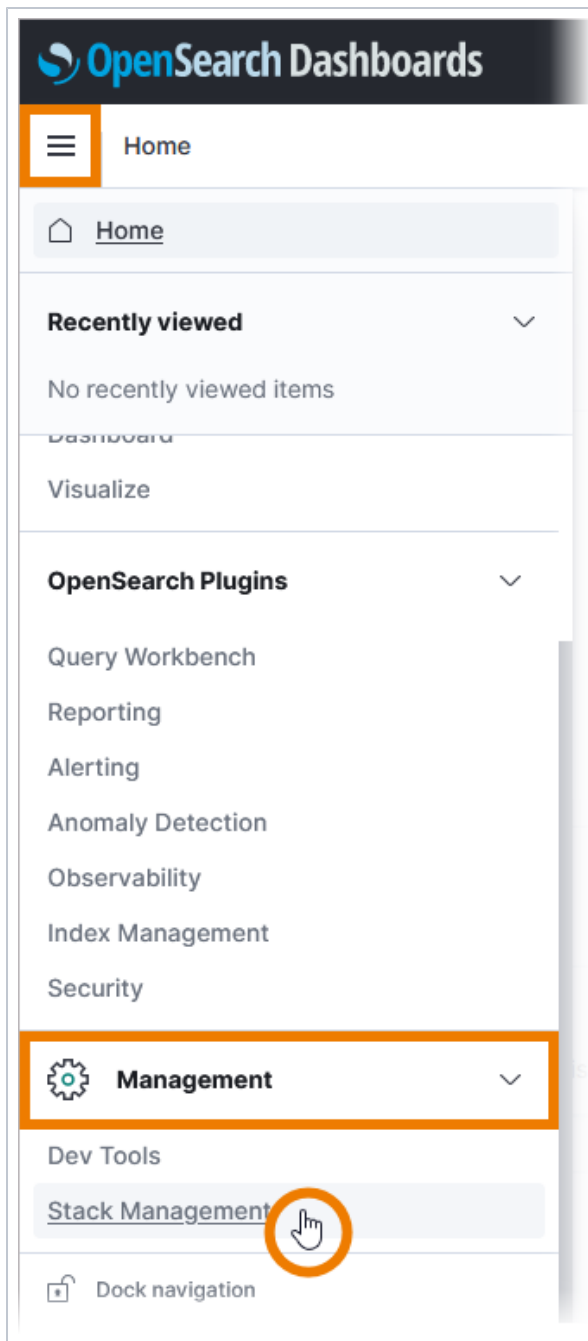 OpenSearch Dashboards
Home
Home
Recently viewed
No recently viewed items
Dashboard
Visualize
OpenSearch Plugins
Query Workbench
Reporting
Alerting
Anomaly Detection
Observability
Index Management
Security
Management
Dev Tools
Stack Management
Dock navigation